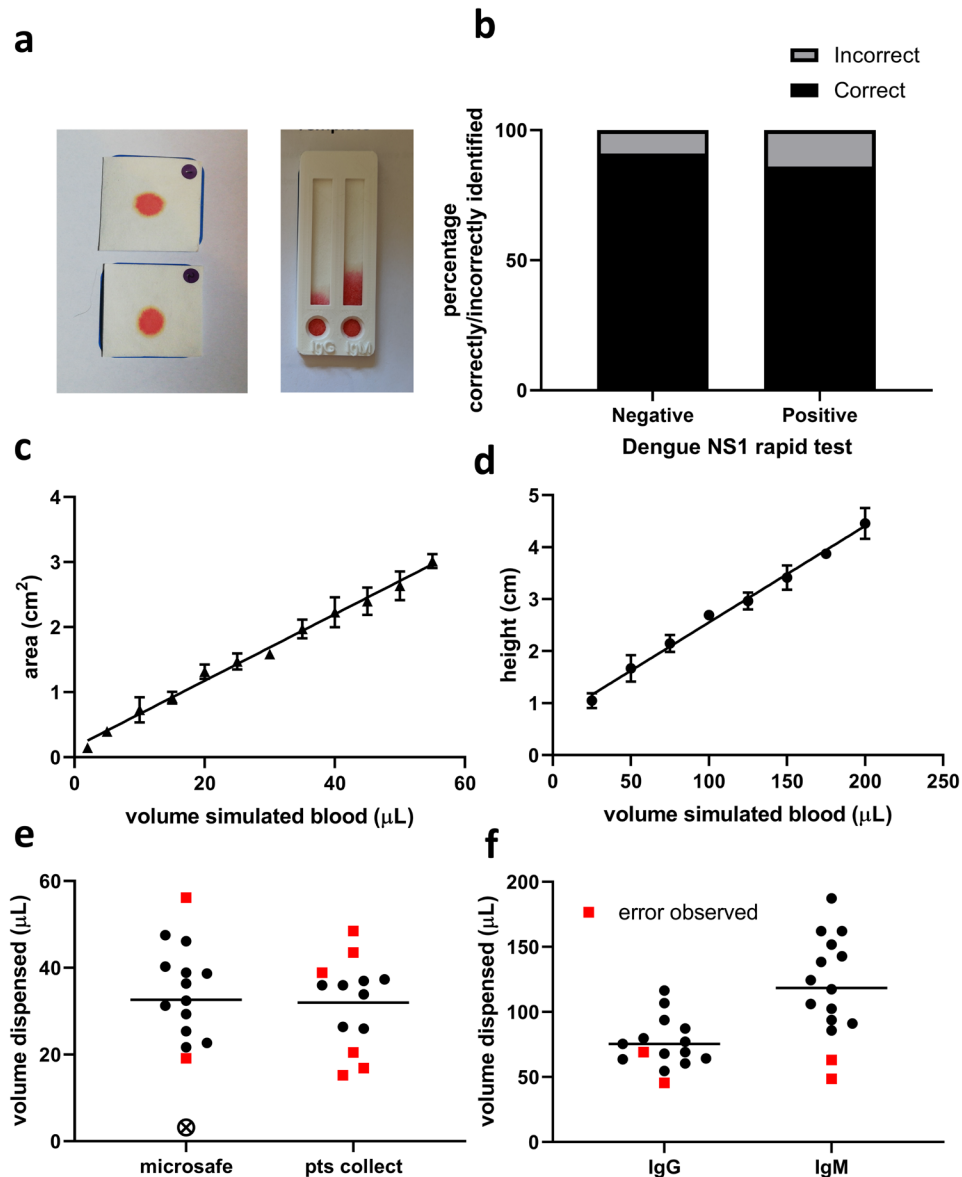 a
IgG IgM
b
Incorrect
Correct
percentage
correctly/incorrectly identified
100
50
0
Negative Positive
Dengue NS1 rapid test
c
area (cm²)
4
3
2
1
0
0 20 40 60
volume simulated blood (μL)
d
height (cm)
5
4
3
2
1
0
0 50 100 150 200 250
volume simulated blood (μL)
e
volume dispensed (μL)
60
40
20
0
microsafe pts collect
f
volume dispensed (μL)
200
150
100
50
0
error observed
IgG IgM